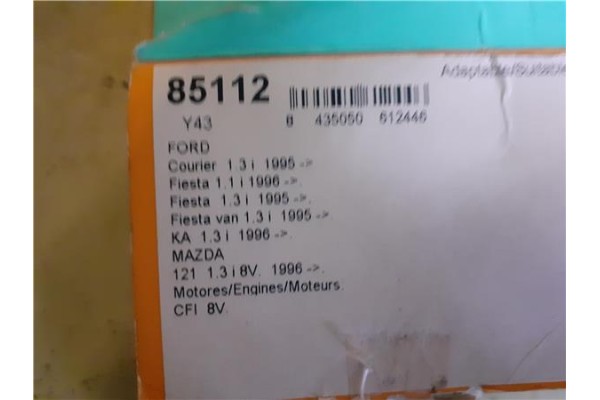 Adaptable/Suitable
85112
Y43
8 435050 612446
FORD
Courier 1.3 i 1995 ->.
Fiesta 1.1 i 1996 ->.
Fiesta 1.3 i 1995 ->.
Fiesta van 1.3 i 1995 ->.
KA 1.3 i 1996 ->.
MAZDA
121 1.3 i 8V. 1996 ->.
Motores/Engines/Moteurs.
CFI 8V.